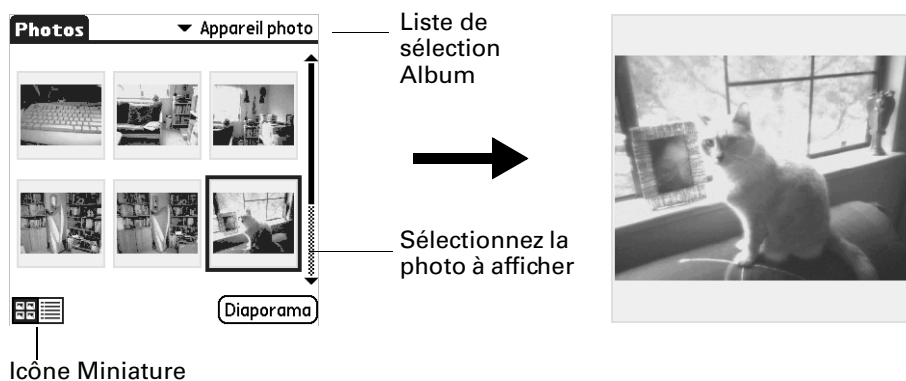 Photos
Appareil photo
Liste de
sélection
Album
Sélectionnez la
photo à afficher
Diaporama
Icône Miniature